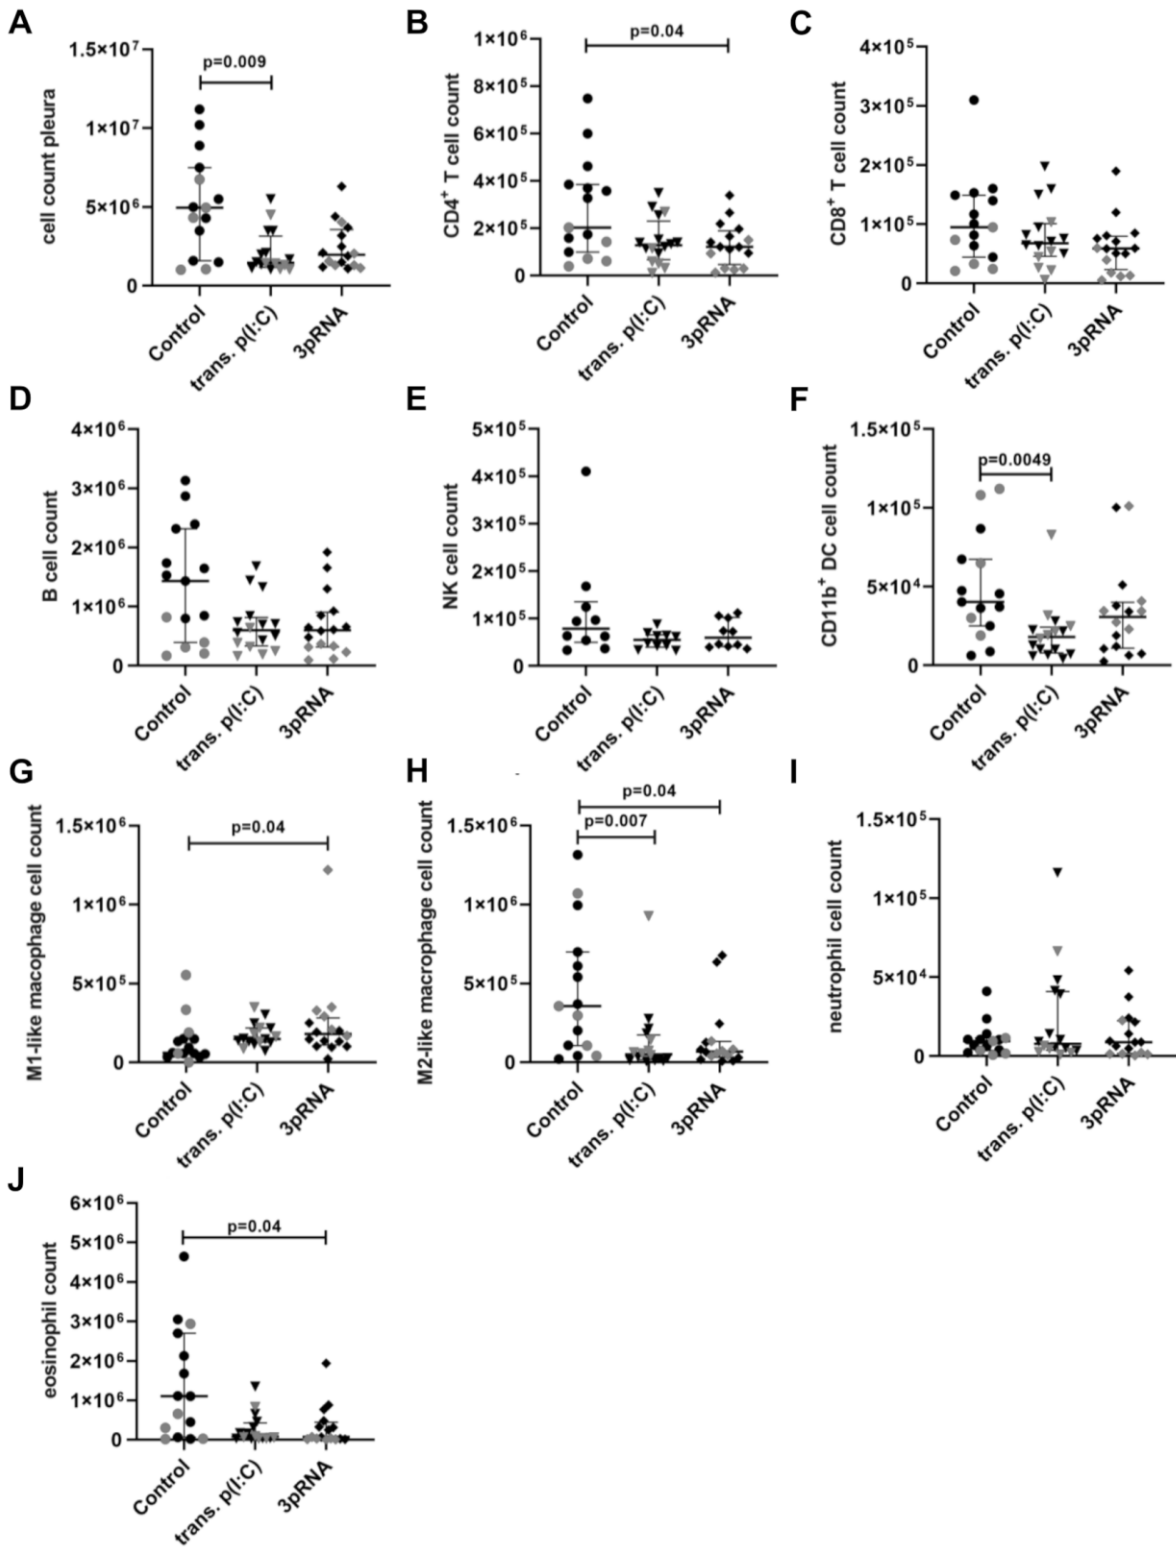 A
cell count pleura
1.5×10⁷
1×10⁷
5×10⁶
0
p=0.009
Control
trans. p(I:C)
3pRNA
B
CD4⁺ T cell count
1×10⁶
8×10⁵
6×10⁵
4×10⁵
2×10⁵
0
p=0.04
Control
trans. p(I:C)
3pRNA
C
CD8⁺ T cell count
4×10⁵
3×10⁵
2×10⁵
1×10⁵
0
Control
trans. p(I:C)
3pRNA
D
B cell count
4×10⁶
3×10⁶
2×10⁶
1×10⁶
0
Control
trans. p(I:C)
3pRNA
E
NK cell count
5×10⁵
4×10⁵
3×10⁵
2×10⁵
1×10⁵
0
Control
trans. p(I:C)
3pRNA
F
CD11b⁺ DC cell count
1.5×10⁵
1×10⁵
5×10⁴
0
p=0.0049
Control
trans. p(I:C)
3pRNA
G
M1-like macophage cell count
1.5×10⁶
1×10⁶
5×10⁵
0
p=0.04
Control
trans. p(I:C)
3pRNA
H
M2-like macrophage cell count
1.5×10⁶
1×10⁶
5×10⁵
0
p=0.04
p=0.007
Control
trans. p(I:C)
3pRNA
I
neutrophil cell count
1.5×10⁵
1×10⁵
5×10⁴
0
Control
trans. p(I:C)
3pRNA
J
eosinophil count
6×10⁶
5×10⁶
4×10⁶
3×10⁶
2×10⁶
1×10⁶
0
p=0.04
Control
trans. p(I:C)
3pRNA